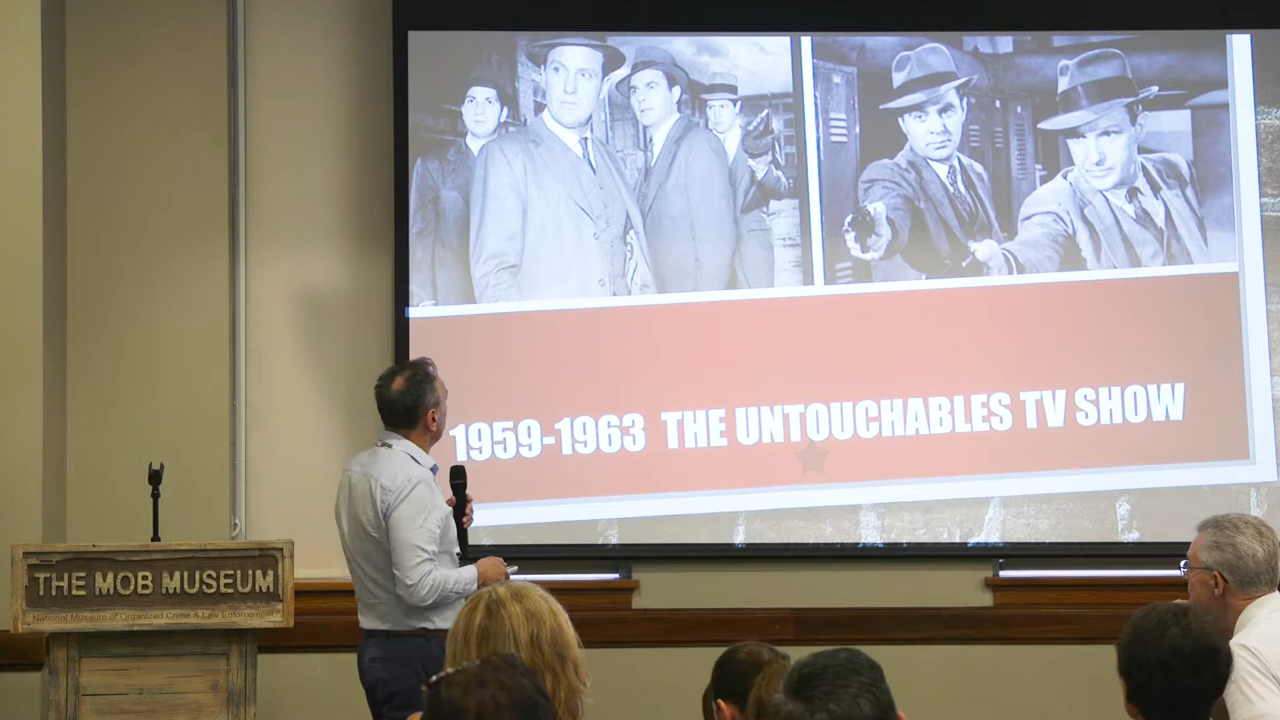 1959-1963 THE UNTOUCHABLES TV SHOW
THE MOB MUSEUM
National Museum of Organized Crime & Law Enforcement